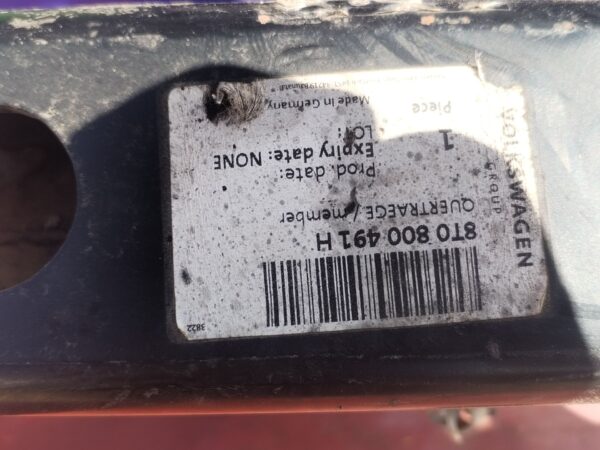 VOLKSWAGEN
GROUP
8T0 800 491 H
QUERTRAEGE / member
Prod. date:
Expiry date: NONE
LOT:
1 Piece
Made in Germany,
3822